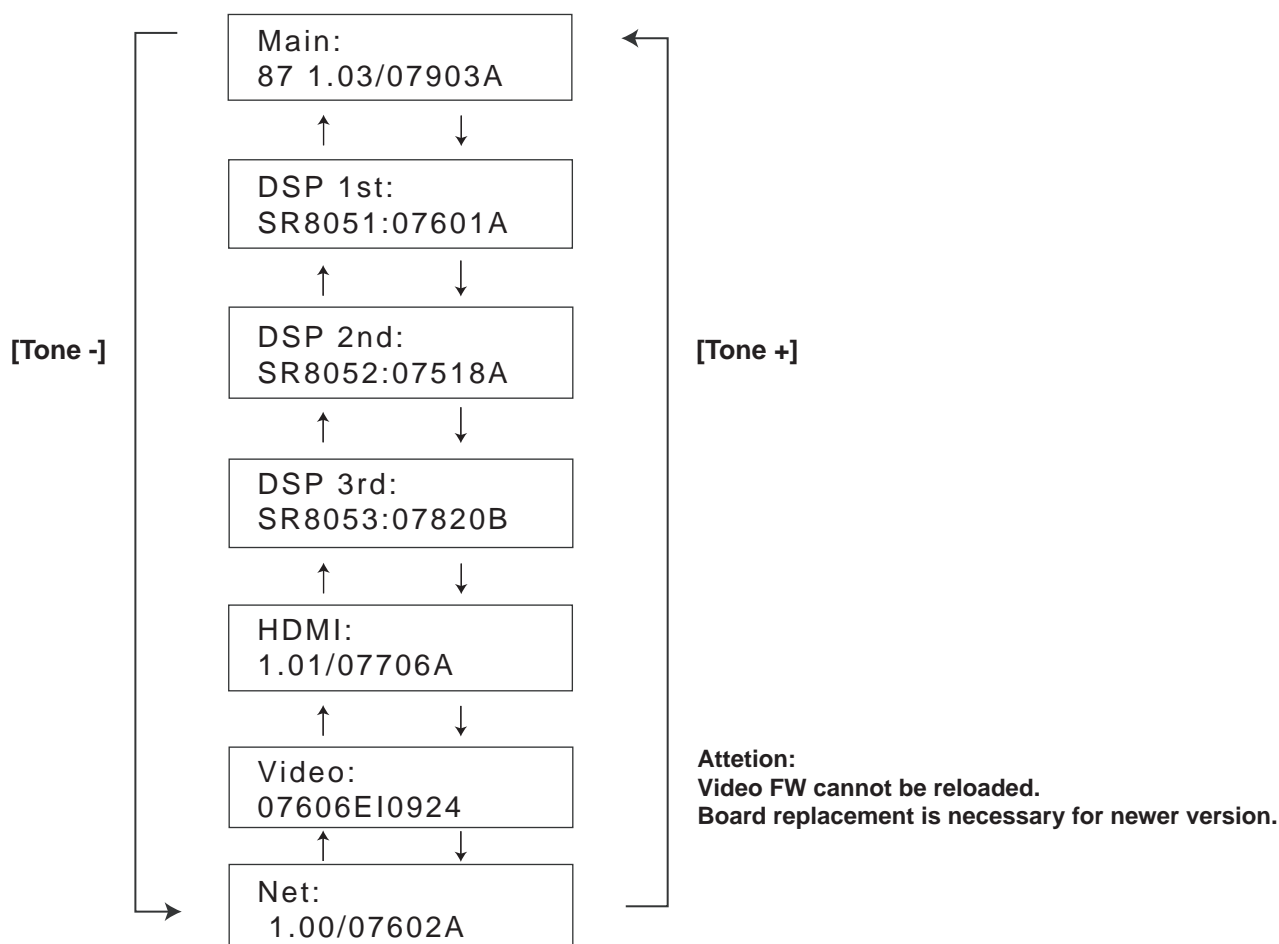 Main:
87 1.03/07903A
DSP 1st:
SR8051:07601A
DSP 2nd:
SR8052:07518A
[Tone -]
[Tone +]
DSP 3rd:
SR8053:07820B
HDMI:
1.01/07706A
Video:
07606EI0924
Attetion:
Video FW cannot be reloaded.
Board replacement is necessary for newer version.
Net:
1.00/07602A